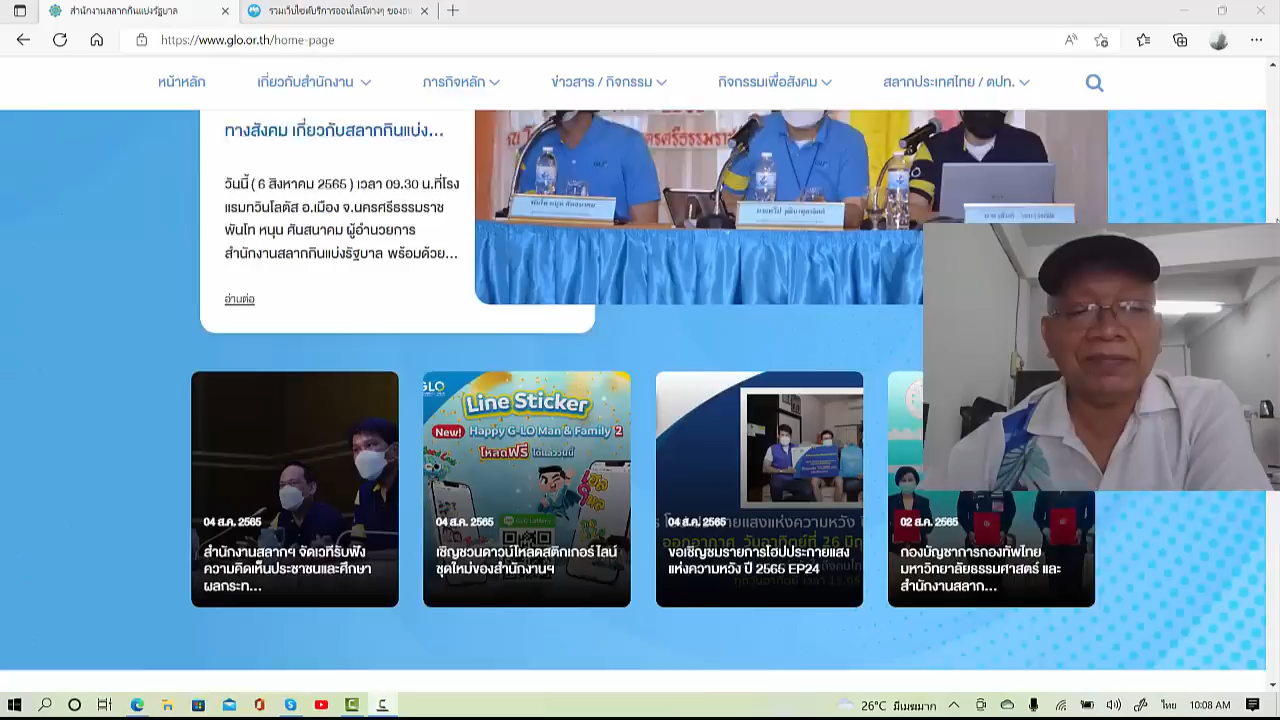 สำนักงานสลากกินแบ่งรัฐบาล
รวมเว็บไซต์บริการออนไลน์ต่างๆ ของธน
https://www.glo.or.th/home-page
หน้าหลัก
เกี่ยวกับสำนักงาน
ภารกิจหลัก
ข่าวสาร / กิจกรรม
กิจกรรมเพื่อสังคม
สลากประเทศไทย / ตปท.
ทางสังคม เกี่ยวกับสลากกินแบ่ง...
วันนี้ ( 6 สิงหาคม 2565 ) เวลา 09.30 น.ที่โรง
แรมทวินโลตัส อ.เมือง จ.นครศรีธรรมราช
พันโท หนุน ศันสนาคม ผู้อำนวยการ
สำนักงานสลากกินแบ่งรัฐบาล พร้อมด้วย...
อ่านต่อ
04 ส.ค. 2565
สำนักงานสลากฯ จัดเวทีรับฟัง
ความคิดเห็นประชาชนและศึกษา
ผลกระท...
GLO
Line Sticker
New! Happy G-LO Man & Family 2
โหลดฟรี ได้แล้ววันนี้
04 ส.ค. 2565
เชิญชวนดาวน์โหลดสติกเกอร์ ไลน์
ชุดใหม่ของสำนักงานฯ
04 ส.ค. 2565
ขอเชิญชมรายการโฮปประกายแสง
แห่งความหวัง ปี 2565 EP24
02 ส.ค. 2565
กองบัญชาการกองทัพไทย
มหาวิทยาลัยธรรมศาสตร์ และ
สำนักงานสลาก...
26°C มีเมฆมาก
ไทย
10:08 AM